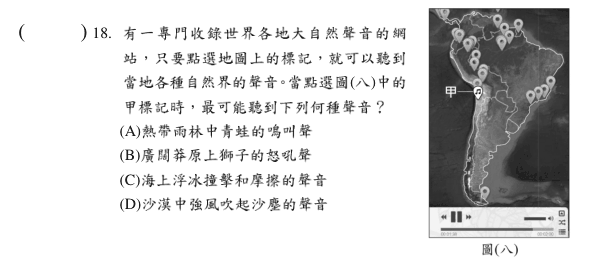 (　　) 18. 有一專門收錄世界各地大自然聲音的網
站，只要點選地圖上的標記，就可以聽到
當地各種自然界的聲音。當點選圖(八)中的
甲標記時，最可能聽到下列何種聲音？
(A)熱帶雨林中青蛙的鳴叫聲
(B)廣闊莽原上獅子的怒吼聲
(C)海上浮冰撞擊和摩擦的聲音
(D)沙漠中強風吹起沙塵的聲音
甲
圖(八)